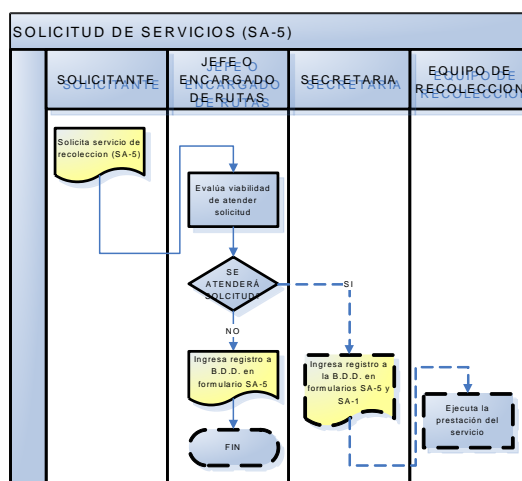 SOLICITUD DE SERVICIOS (SA-5)
SOLICITANTE
JEFE O
ENCARGADO
DE RUTAS
SECRETARIA
EQUIPO DE
RECOLECCION
Solicita servicio de
recoleccion (SA-5)
Evalúa viabilidad
de atender
solicitud
SE
ATENDERÁ
SOLCITUD?
SI
NO
Ingresa registro a
B.D.D. en
formulario SA-5
Ingresa registro a
la B.D.D. en
formularios SA-5 y
SA-1
Ejecuta la
prestación del
servicio
FIN